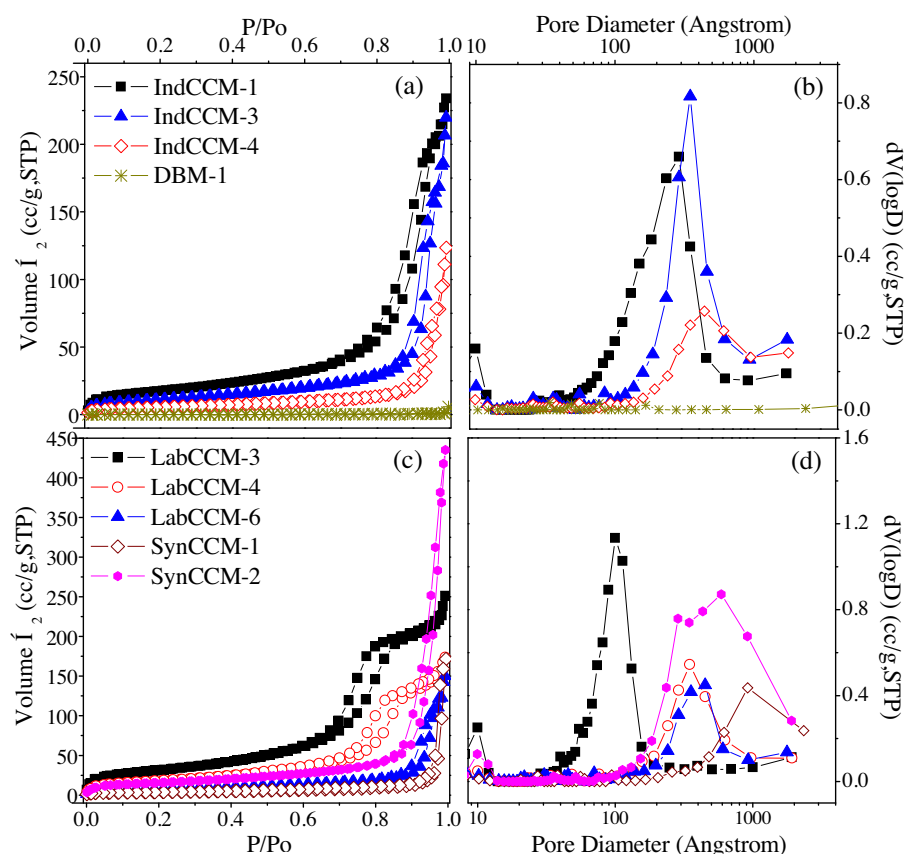 P/Po
Pore Diameter (Angstrom)
0.0 0.2 0.4 0.6 0.8 1.0
10 100 1000
(a)
IndCCM-1
IndCCM-3
IndCCM-4
DBM-1
Volume Í₂ (cc/g,STP)
250
200
150
100
50
0
(b)
0.8
0.6
0.4
0.2
0.0
dV(logD) (cc/g,STP)
(c)
LabCCM-3
LabCCM-4
LabCCM-6
SynCCM-1
SynCCM-2
Volume Í₂ (cc/g,STP)
450
400
350
300
250
200
150
100
50
0
(d)
1.6
1.2
0.8
0.4
0.0
dV(logD) (cc/g,STP)
0.0 0.2 0.4 0.6 0.8 1.0
10 100 1000
P/Po
Pore Diameter (Angstrom)